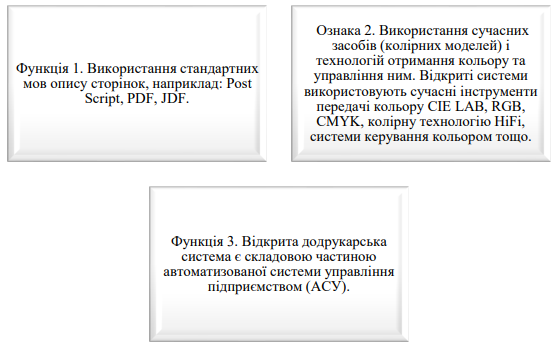 Функція 1. Використання стандартних
мов опису сторінок, наприклад: Post
Script, PDF, JDF.
Ознака 2. Використання сучасних
засобів (колірних моделей) і
технологій отримання кольору та
управління ним. Відкриті системи
використовують сучасні інструменти
передачі кольору CIE LAB, RGB,
CMYK, колірну технологію HiFi,
системи керування кольором тощо.
Функція 3. Відкрита додрукарська
система є складовою частиною
автоматизованої системи управління
підприємством (АСУ).